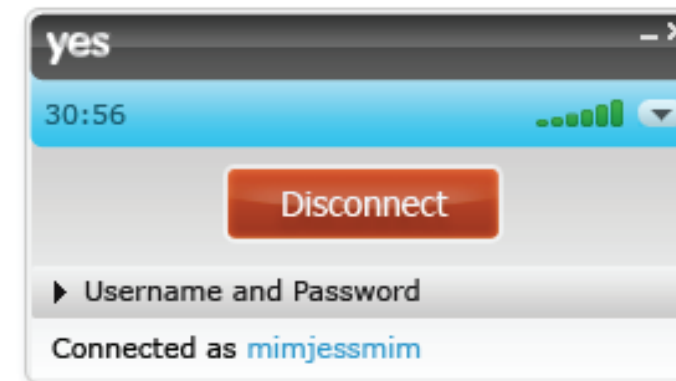 yes
30:56
Disconnect
Username and Password
Connected as mimjessmim